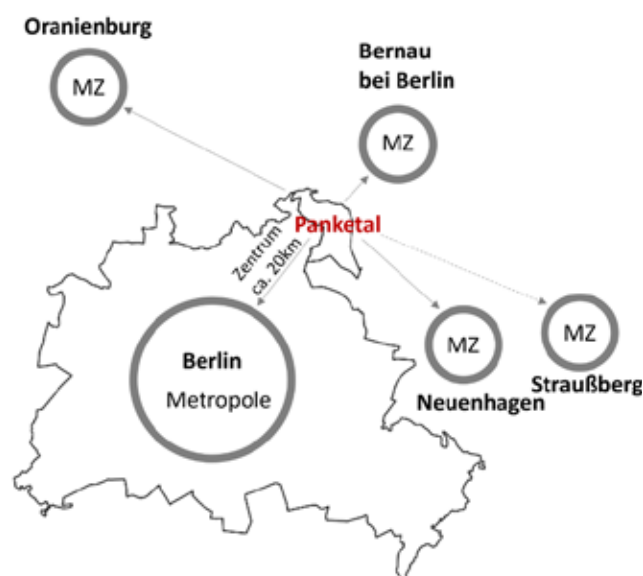 Oranienburg
MZ
Bernau
bei Berlin
MZ
Panketal
Zentrum
ca. 20km
Berlin
Metropole
MZ
Neuenhagen
MZ
Straußberg